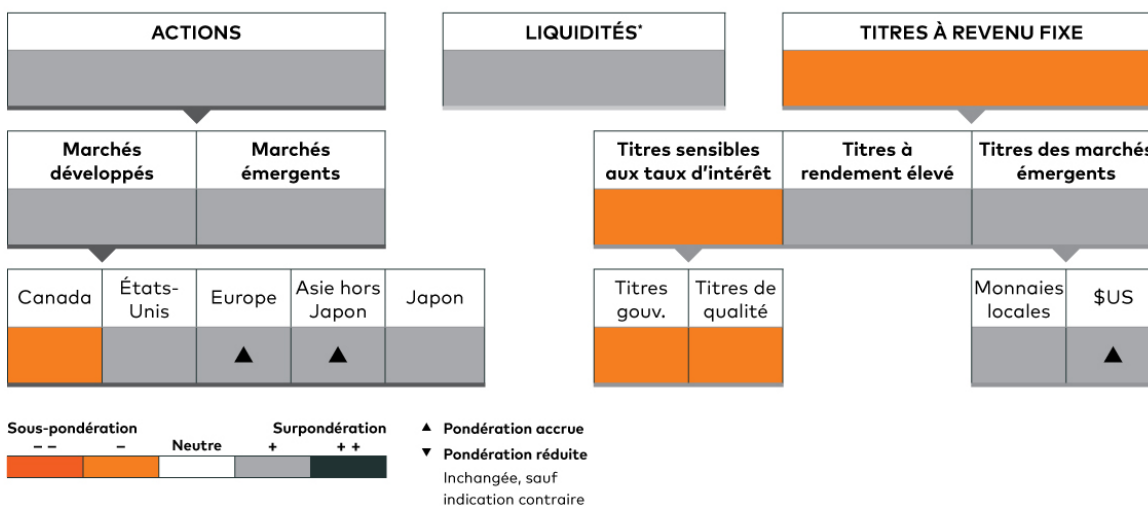 ACTIONS
LIQUIDITÉS*
TITRES À REVENU FIXE
Marchés
développés
Marchés
émergents
Titres sensibles
aux taux d'intérêt
Titres à
rendement élevé
Titres des marchés
émergents
Canada
États-
Unis
Europe
Asie hors
Japon
Japon
Titres
gouv.
Titres de
qualité
Monnaies
locales
$US
▲
▲
▲
Sous-pondération
Surpondération
– –
–
Neutre
+
+ +
▲ Pondération accrue
▼ Pondération réduite
Inchangée, sauf
indication contraire